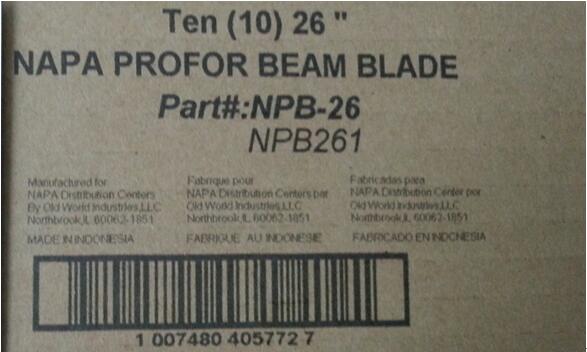 Ten (10) 26 "
NAPA PROFOR BEAM BLADE
Part#:NPB-26
NPB261
Manufactured for
NAPA Distribution Centers
By Old World Industries,LLC
Northbrook,IL 60062-1851
MADE IN INDONESIA
Fabrique pour
NAPA Distribution Centers par
Old World Industries,LLC
Northbrook,IL 60062-1851
FABRIQUE AU INDONESIE
Fabricadas para
NAPA Distribution Center por
Old World Industries,LLC
Northbrook,IL 60062-1851
FABRICADO EN INDONESIA
1 007480 405772 7